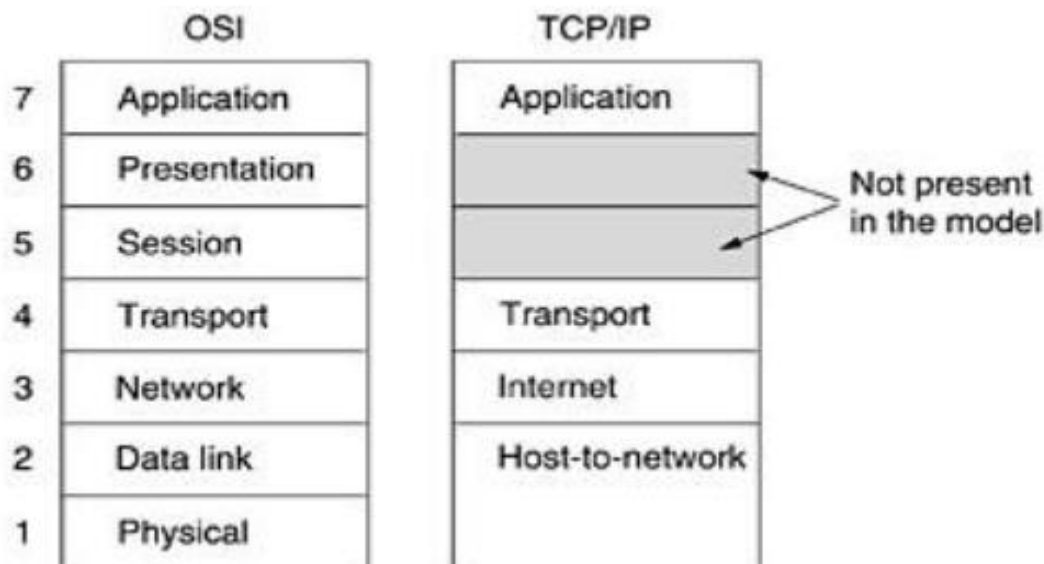 OSI TCP/IP
7 Application Application
6 Presentation
Not present
in the model
5 Session
4 Transport Transport
3 Network Internet
2 Data link Host-to-network
1 Physical